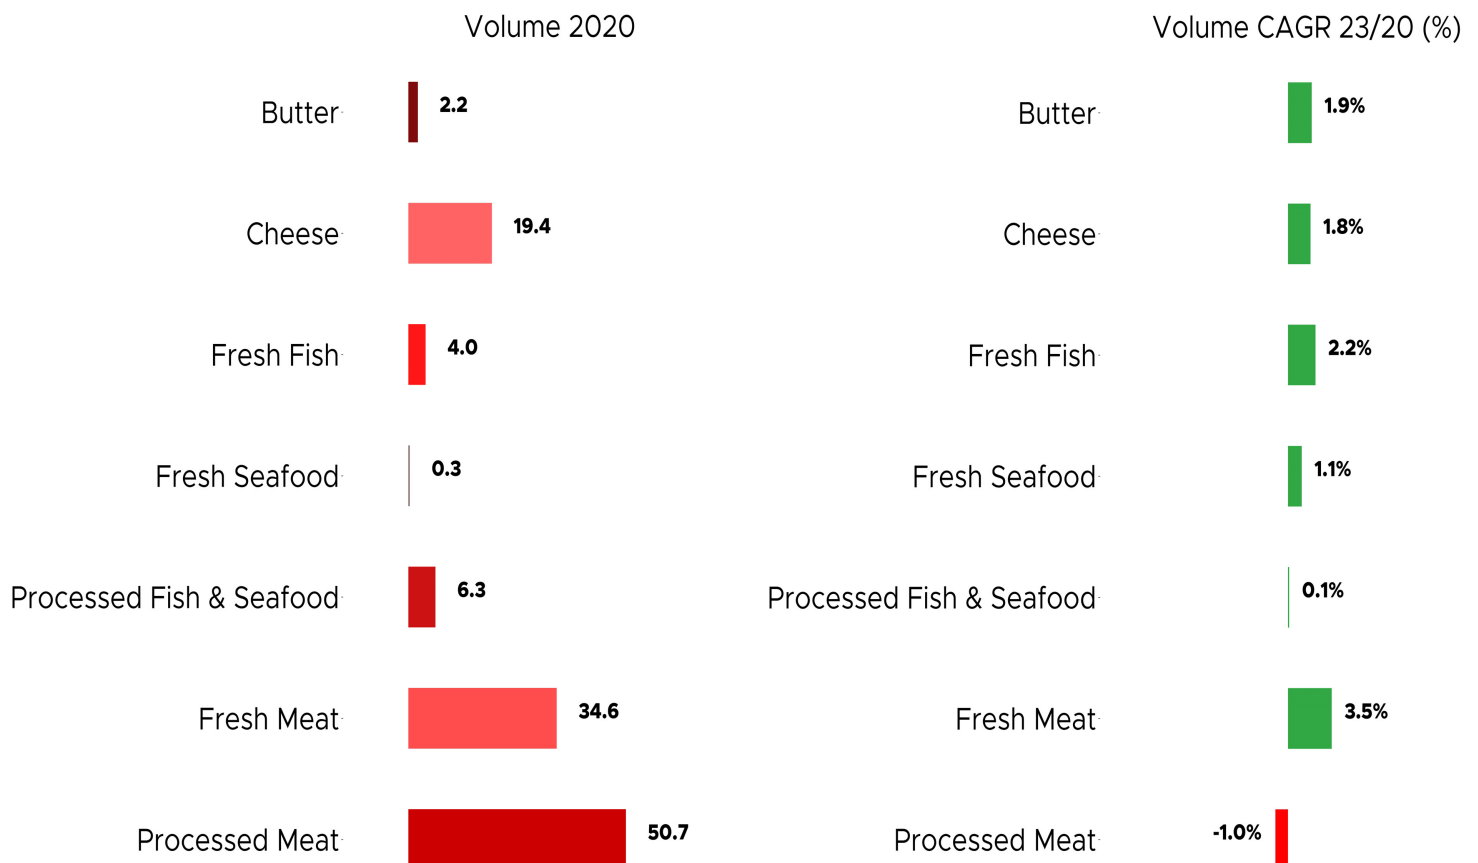 Volume 2020
Butter 2.2
Cheese 19.4
Fresh Fish 4.0
Fresh Seafood 0.3
Processed Fish & Seafood 6.3
Fresh Meat 34.6
Processed Meat 50.7
Volume CAGR 23/20 (%)
Butter 1.9%
Cheese 1.8%
Fresh Fish 2.2%
Fresh Seafood 1.1%
Processed Fish & Seafood 0.1%
Fresh Meat 3.5%
Processed Meat -1.0%